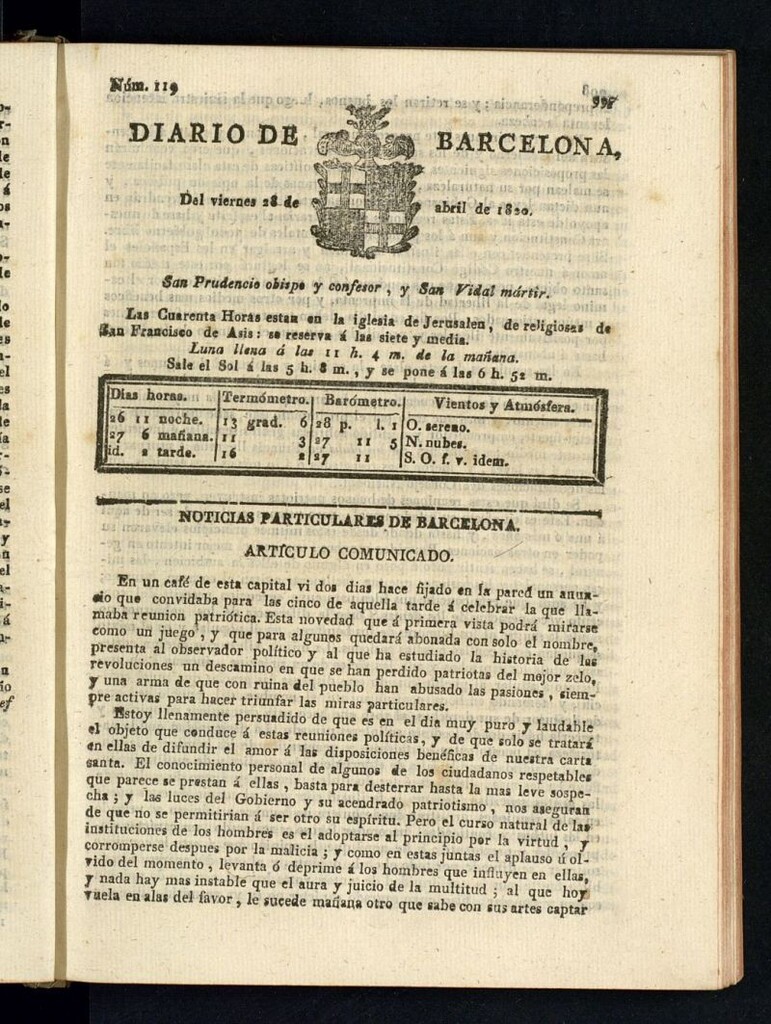 Núm. 119
997
DIARIO DE BARCELONA,
Del viernes 28 de abril de 1820.
San Prudencio obispo y confesor, y San Vidal mártir.
Las Cuarenta Horas estan en la iglesia de Jerusalen, de religiosas de
San Francisco de Asis: se reserva á las siete y media.
Luna llena á las 11 h. 4 m. de la mañana.
Sale el Sol á las 5 h. 8 m., y se pone á las 6 h. 52 m.
Dias horas. Termómetro. Barómetro. Vientos y Atmósfera.
26 11 noche. 13 grad. 6 28 p. l. 1 O. sereno.
27 6 mañana. 11 3 27 11 5 N. nubes.
id. 2 tarde. 16 2 27 11 S. O. f. v. idem.
NOTICIAS PARTICULARES DE BARCELONA.
ARTÍCULO COMUNICADO.
En un café de esta capital vi dos dias hace fijado en la pared un anun-
cio que convidaba para las cinco de aquella tarde á celebrar la que lla-
maba reunion patriótica. Esta novedad que á primera vista podrá mirarse
como un juego, y que para algunos quedará abonada con solo el nombre,
presenta al observador político y al que ha estudiado la historia de las
revoluciones un descamino en que se han perdido patriotas del mejor zelo,
y una arma de que con ruina del pueblo han abusado las pasiones, siem-
pre activas para hacer triunfar las miras particulares.
Estoy llenamente persuadido de que es en el dia muy puro y laudable
el objeto que conduce á estas reuniones políticas, y de que solo se tratará
en ellas de difundir el amor á las disposiciones benéficas de nuestra carta
santa. El conocimiento personal de algunos de los ciudadanos respetables
que parece se prestan á ellas, basta para desterrar hasta la mas leve sospe-
cha; y las luces del Gobierno y su acendrado patriotismo, nos aseguran
de que no se permitirian á ser otro su espíritu. Pero el curso natural de las
instituciones de los hombres es el adoptarse al principio por la virtud, y
corromperse despues por la malicia; y como en estas juntas el aplauso ú ol-
vido del momento, levanta ó deprime á los hombres que influyen en ellas,
y nada hay mas instable que el aura y juicio de la multitud; al que hoy
vuela en alas del favor, le sucede mañana otro que sabe con sus artes captar